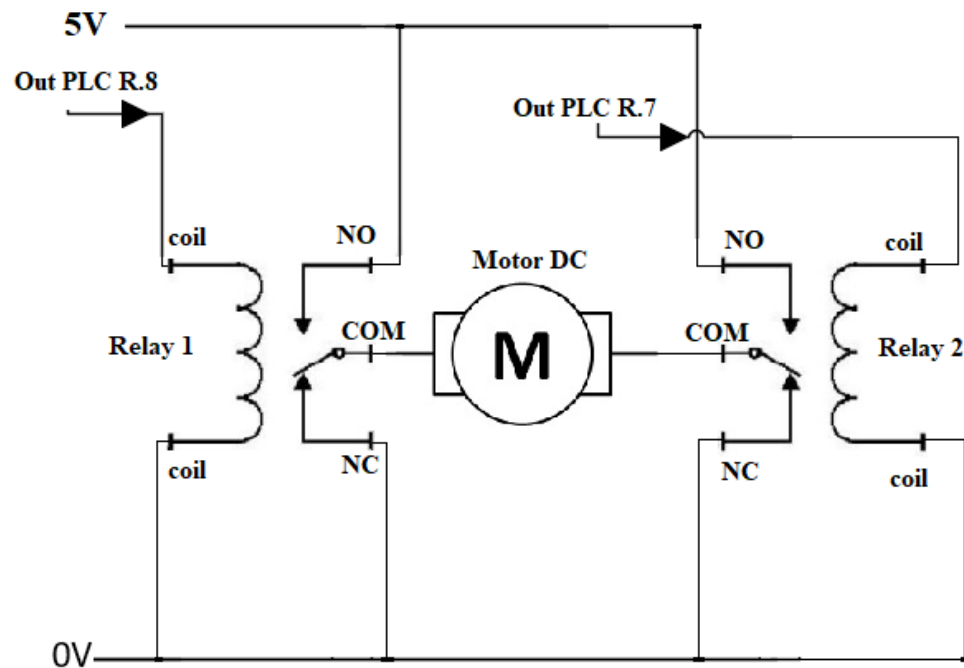 5V
Out PLC R.8
Out PLC R.7
coil
NO
Motor DC
NO
coil
Relay 1
COM
M
COM
Relay 2
coil
NC
NC
coil
0V